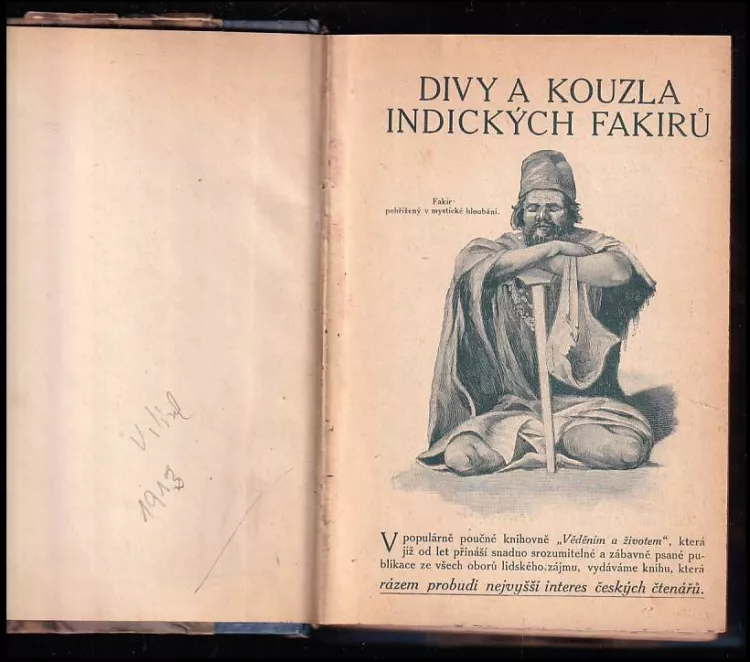 1913
DIVY A KOUZLA
INDICKÝCH FAKIRŮ
Fakir
pohřížený v mystické hloubání.
V populárně poučné knihovně „Věděním a životem“, která
již od let přináší snadno srozumitelné a zábavně psané pu-
blikace ze všech oborů lidského zájmu, vydáváme knihu, která
rázem probudí nejvyšší interes českých čtenářů.